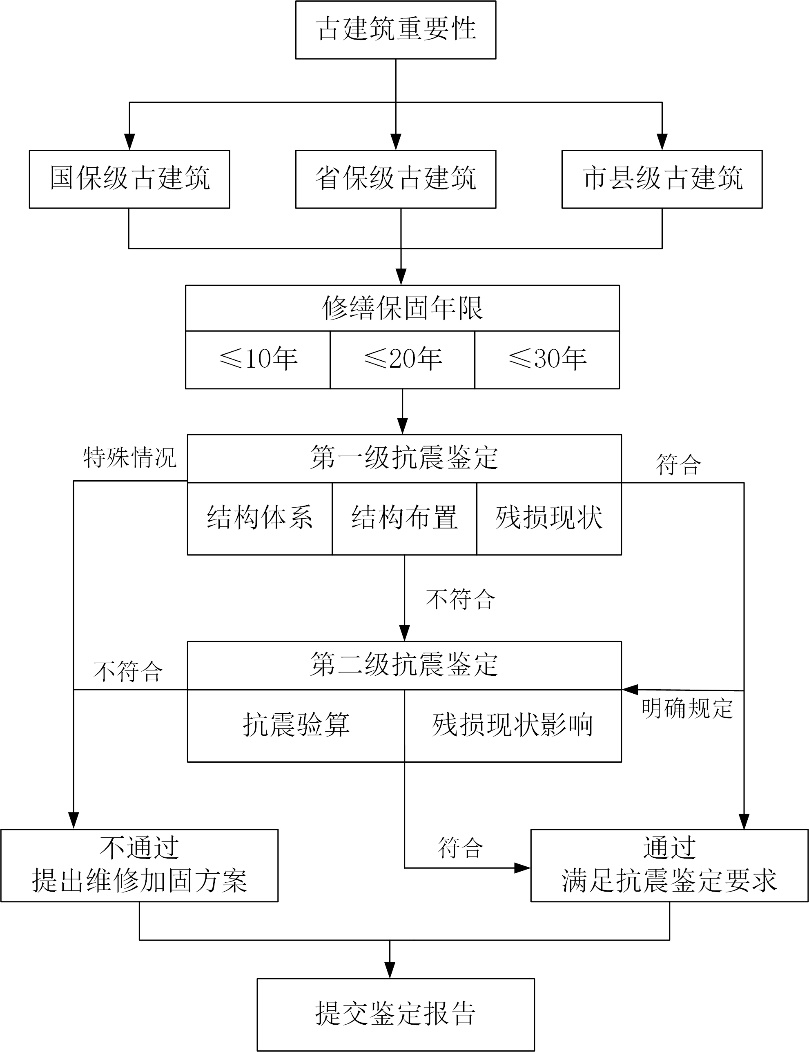 古建筑重要性
国保级古建筑
省保级古建筑
市县级古建筑
修缮保固年限
≤10年
≤20年
≤30年
特殊情况
第一级抗震鉴定
符合
结构体系
结构布置
残损现状
不符合
不符合
第二级抗震鉴定
明确规定
抗震验算
残损现状影响
不通过
提出维修加固方案
符合
通过
满足抗震鉴定要求
提交鉴定报告